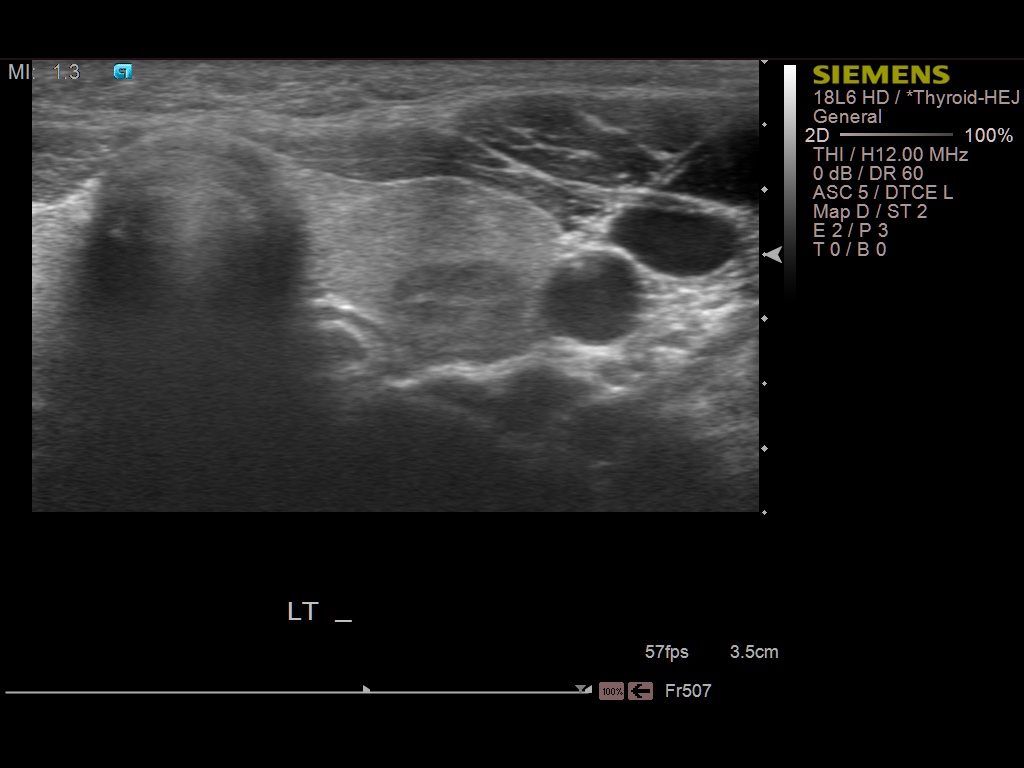 MI: 1.3
SIEMENS
18L6 HD / *Thyroid-HEJ
General
2D 100%
THI / H12.00 MHz
0 dB / DR 60
ASC 5 / DTCE L
Map D / ST 2
E 2 / P 3
T 0 / B 0
LT _
57fps 3.5cm
100% Fr507